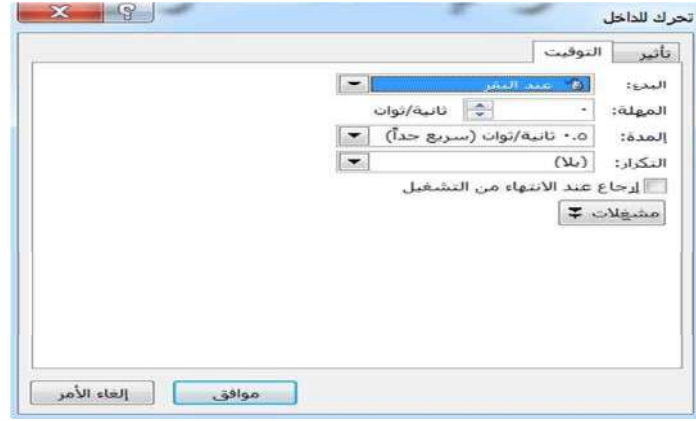 تحرك للداخل
تأثير التوقيت
البدء: عند النقر
المهلة: ٠ ثانية/ثوان
المدة: ٠.٥ ثانية/ثوان (سريع جداً)
التكرار: (بلا)
إرجاع عند الانتهاء من التشغيل
مشغلات
موافق إلغاء الأمر